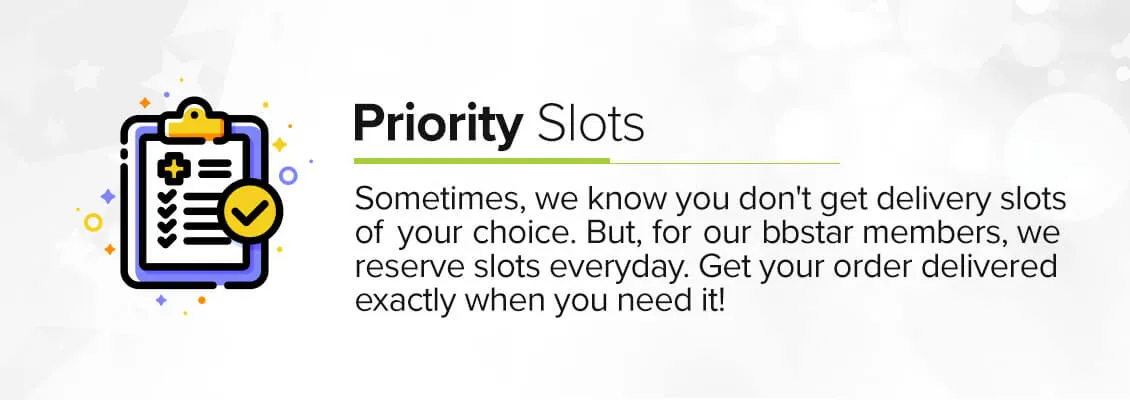 Priority Slots
Sometimes, we know you don't get delivery slots
of your choice. But, for our bbstar members, we
reserve slots everyday. Get your order delivered
exactly when you need it!